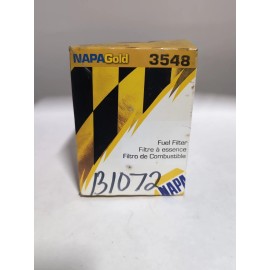 NAPAGold 3548
Fuel Filter
Filtre à essence
Filtro de Combustible
B1072
NAPA